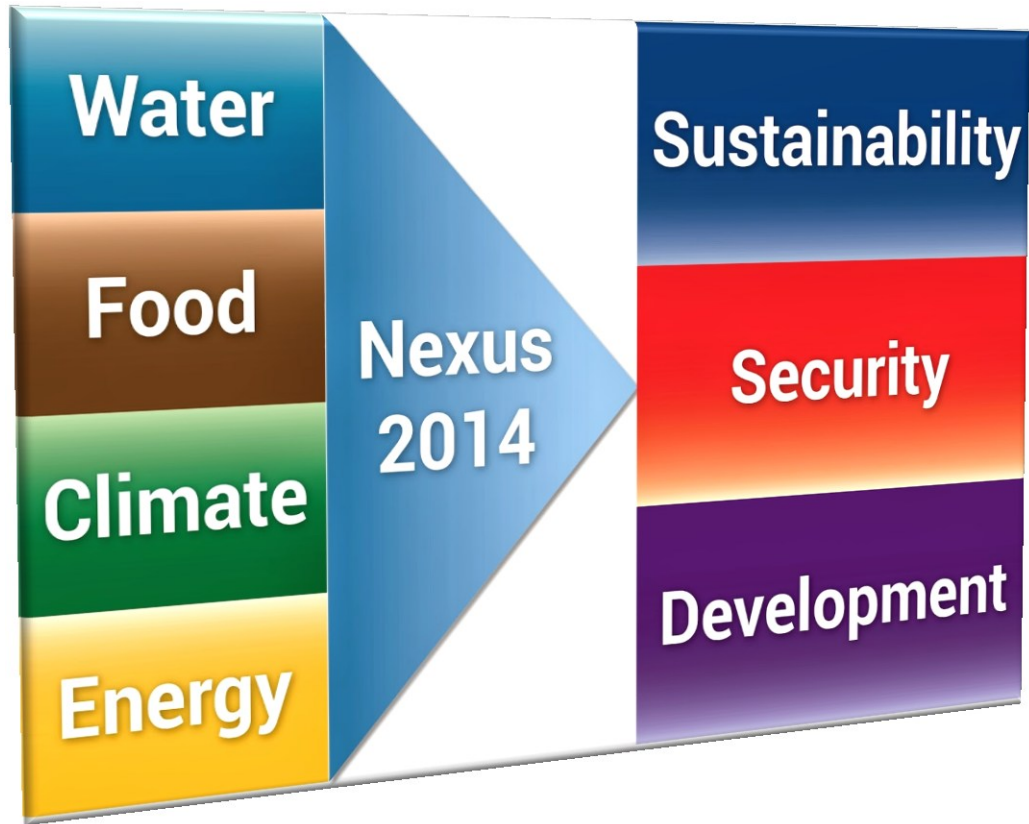 Water
Food
Climate
Energy
Nexus
2014
Sustainability
Security
Development